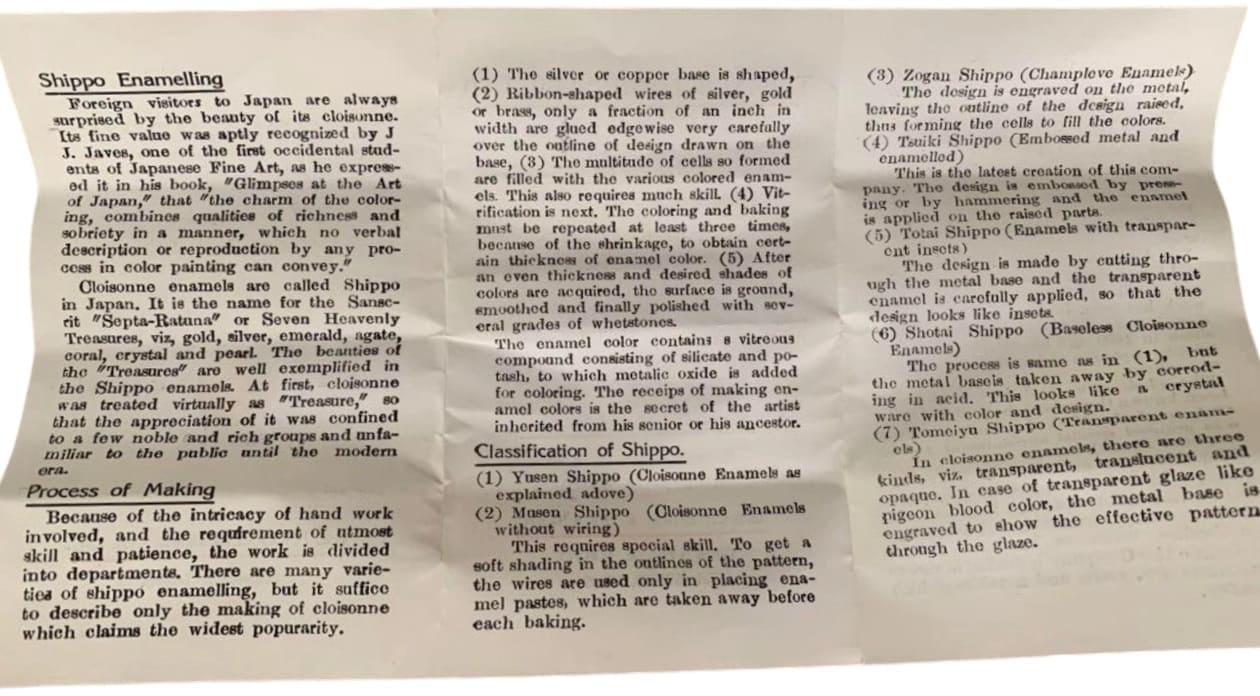 Shippo Enamelling
Foreign visitors to Japan are always
surprised by the beauty of its cloisonne.
Its fine value was aptly recognized by J
J. Javes, one of the first occidental stud-
ents of Japanese Fine Art, as he express-
ed it in his book, "Glimpses at the Art
of Japan," that "the charm of the color-
ing, combines qualities of richness and
sobriety in a manner, which no verbal
description or reproduction by any pro-
cess in color painting can convey."
Cloisonne enamels are called Shippo
in Japan. It is the name for the Sansc-
rit "Septa-Ratuna" or Seven Heavenly
Treasures, viz, gold, silver, emerald, agate,
coral, crystal and pearl. The beauties of
the "Treasures" are well exemplified in
the Shippo enamels. At first, cloisonne
was treated virtually as "Treasure," so
that the appreciation of it was confined
to a few noble and rich groups and unfa-
miliar to the public until the modern
era.
Process of Making
Because of the intricacy of hand work
involved, and the requirement of utmost
skill and patience, the work is divided
into departments. There are many varie-
ties of shippo enamelling, but it suffice
to describe only the making of cloisonne
which claims the widest popurarity.
(1) The silver or copper base is shaped,
(2) Ribbon-shaped wires of silver, gold
or brass, only a fraction of an inch in
width are glued edgewise very carefully
over the outline of design drawn on the
base, (3) The multitude of cells so formed
are filled with the various colored enam-
els. This also requires much skill. (4) Vit-
rification is next. The coloring and baking
must be repeated at least three times,
because of the shrinkage, to obtain cert-
ain thickness of enamel color. (5) After
an even thickness and desired shades of
colors are acquired, the surface is ground,
smoothed and finally polished with sev-
eral grades of whetstones.
The enamel color contains a vitreous
compound consisting of silicate and po-
tash, to which metalic oxide is added
for coloring. The receips of making en-
amel colors is the secret of the artist
inherited from his senior or his ancestor.
Classification of Shippo.
(1) Yusen Shippo (Cloisonne Enamels as
explained adove)
(2) Musen Shippo (Cloisonne Enamels
without wiring)
This requires special skill. To get a
soft shading in the outlines of the pattern,
the wires are used only in placing ena-
mel pastes, which are taken away before
each baking.
(3) Zogan Shippo (Champleve Enamels)
The design is engraved on the metal,
leaving the outline of the design raised,
thus forming the cells to fill the colors.
(4) Tsuiki Shippo (Embossed metal and
enamelled)
This is the latest creation of this com-
pany. The design is embossed by press-
ing or by hammering and the enamel
is applied on the raised parts.
(5) Totai Shippo (Enamels with transpar-
ent insets)
The design is made by cutting thro-
ugh the metal base and the transparent
enamel is carefully applied, so that the
design looks like insets.
(6) Shotai Shippo (Baseless Cloisonne
Enamels)
The process is same as in (1), but
the metal baseis taken away by corrod-
ing in acid. This looks like a crystal
ware with color and design.
(7) Tomeiyu Shippo (Transparent enam-
els)
In cloisonne enamels, there are three
kinds, viz, transparent, translucent and
opaque. In case of transparent glaze like
pigeon blood color, the metal base is
engraved to show the effective pattern
through the glaze.